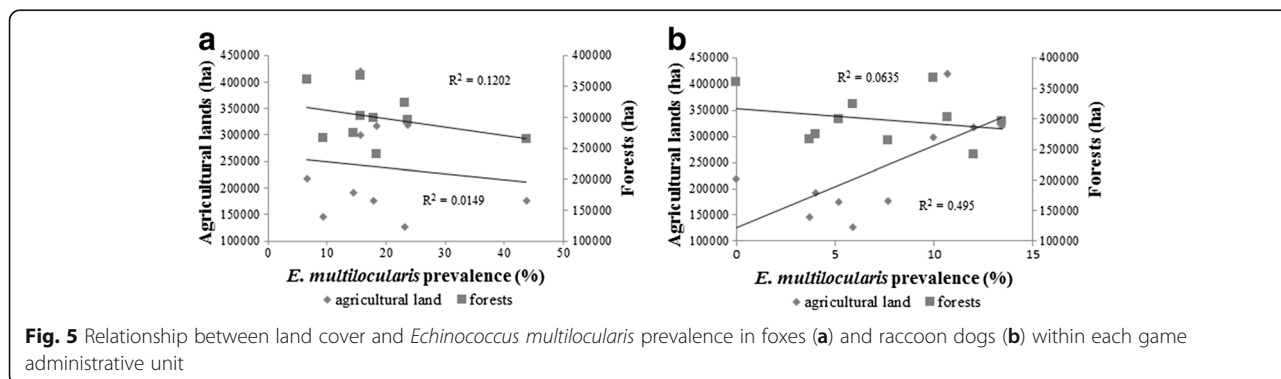 a
450000
400000
350000
300000
250000
200000
150000
100000
Agricultural lands (ha)
R² = 0.1202
R² = 0.0149
400000
350000
300000
250000
200000
150000
100000
Forests (ha)
0 10 20 30 40 50
E. multilocularis prevalence (%)
agricultural land forests
b
450000
400000
350000
300000
250000
200000
150000
100000
Agricultural lands (ha)
R² = 0.0635
R² = 0.495
400000
350000
300000
250000
200000
150000
100000
Forests (ha)
0 5 10 15
E. multilocularis prevalence (%)
agricultural land forests
Fig. 5 Relationship between land cover and Echinococcus multilocularis prevalence in foxes (a) and raccoon dogs (b) within each game
administrative unit